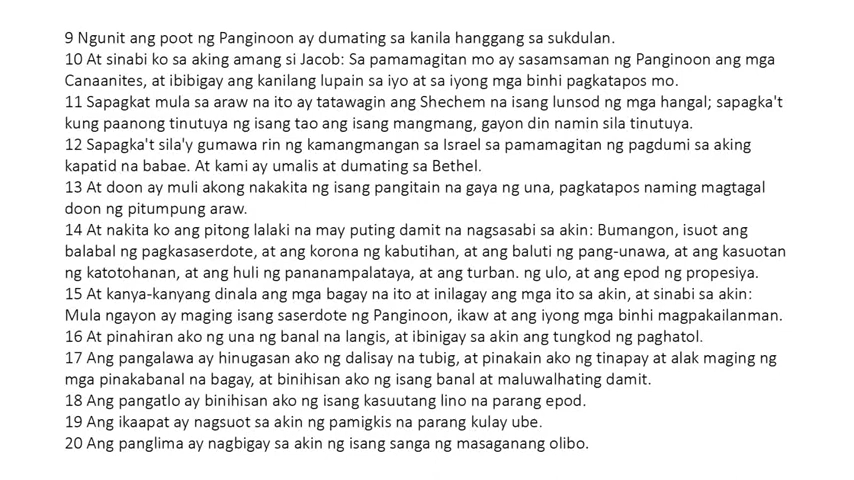 9 Ngunit ang poot ng Panginoon ay dumating sa kanila hanggang sa sukdulan.
10 At sinabi ko sa aking amang si Jacob: Sa pamamagitan mo ay sasamsaman ng Panginoon ang mga
Canaanites, at ibibigay ang kanilang lupain sa iyo at sa iyong mga binhi pagkatapos mo.
11 Sapagkat mula sa araw na ito ay tatawagin ang Shechem na isang lunsod ng mga hangal; sapagka't
kung paanong tinutuya ng isang tao ang isang mangmang, gayon din namin sila tinutuya.
12 Sapagka't sila'y gumawa rin ng kamangmangan sa Israel sa pamamagitan ng pagdumi sa aking
kapatid na babae. At kami ay umalis at dumating sa Bethel.
13 At doon ay muli akong nakakita ng isang pangitain na gaya ng una, pagkatapos naming magtagal
doon ng pitumpung araw.
14 At nakita ko ang pitong lalaki na may puting damit na nagsasabi sa akin: Bumangon, isuot ang
balabal ng pagkasaserdote, at ang korona ng kabutihan, at ang baluti ng pang-unawa, at ang kasuotan
ng katotohanan, at ang huli ng pananampalataya, at ang turban. ng ulo, at ang epod ng propesiya.
15 At kanya-kanyang dinala ang mga bagay na ito at inilagay ang mga ito sa akin, at sinabi sa akin:
Mula ngayon ay maging isang saserdote ng Panginoon, ikaw at ang iyong mga binhi magpakailanman.
16 At pinahiran ako ng una ng banal na langis, at ibinigay sa akin ang tungkod ng paghatol.
17 Ang pangalawa ay hinugasan ako ng dalisay na tubig, at pinakain ako ng tinapay at alak maging ng
mga pinakabanal na bagay, at binihisan ako ng isang banal at maluwalhating damit.
18 Ang pangatlo ay binihisan ako ng isang kasuutang lino na parang epod.
19 Ang ikaapat ay nagsuot sa akin ng pamigkis na parang kulay ube.
20 Ang panglima ay nagbigay sa akin ng isang sanga ng masaganang olibo.